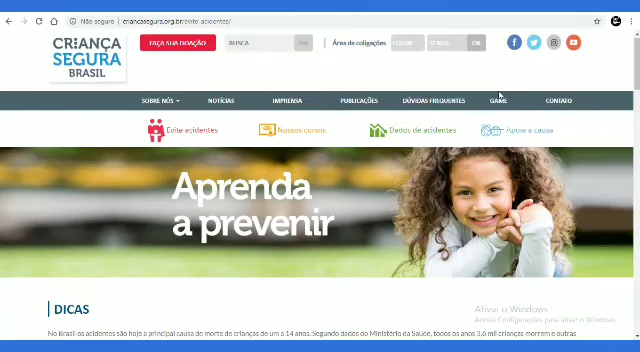 Não seguro | criancasegura.org.br/evite-acidentes/
CRIANÇA
SEGURA
BRASIL
FAÇA SUA DOAÇÃO
BUSCA
OK
Área de coligações
LOGIN
SENHA
OK
SOBRE NÓS
NOTÍCIAS
IMPRENSA
PUBLICAÇÕES
DÚVIDAS FREQUENTES
GAME
CONTATO
Evite acidentes
Nossos cursos
Dados de acidentes
Apoie a causa
Aprenda
a prevenir
DICAS
Ativar o Windows
Acesse Configurações para ativar o Windows.
No Brasil os acidentes são hoje a principal causa de morte de crianças de um a 14 anos. Segundo dados do Ministério da Saúde, todos os anos 3,6 mil crianças morrem e outras